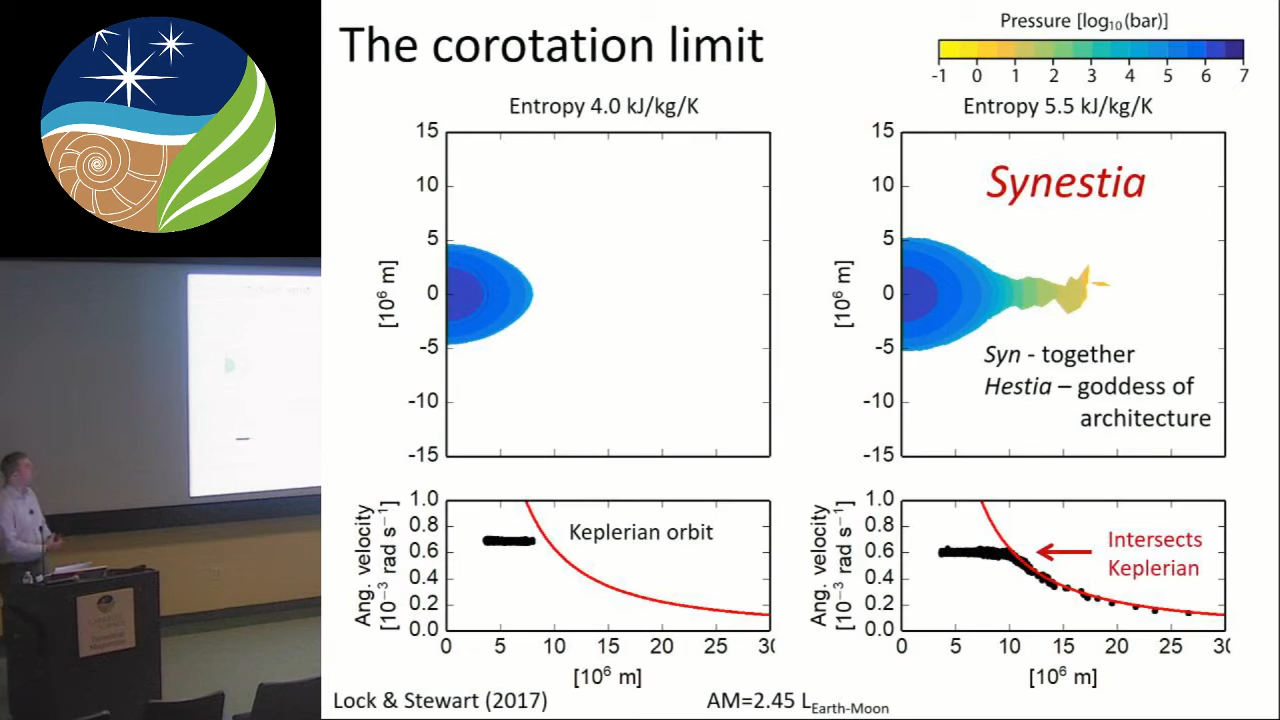 The corotation limit
Pressure [log₁₀(bar)]
-1 0 1 2 3 4 5 6 7
Entropy 4.0 kJ/kg/K
Entropy 5.5 kJ/kg/K
15
10
5
0
-5
-10
-15
[10⁶ m]
15
10
5
0
-5
-10
-15
[10⁶ m]
Synestia
Syn - together
Hestia – goddess of
architecture
1.0
0.8
0.6
0.4
0.2
0.0
Ang. velocity
[10⁻³ rad s⁻¹]
Keplerian orbit
0 5 10 15 20 25 30
[10⁶ m]
1.0
0.8
0.6
0.4
0.2
0.0
Ang. velocity
[10⁻³ rad s⁻¹]
Intersects
Keplerian
0 5 10 15 20 25 30
[10⁶ m]
Lock & Stewart (2017)
AM=2.45 L Earth-Moon